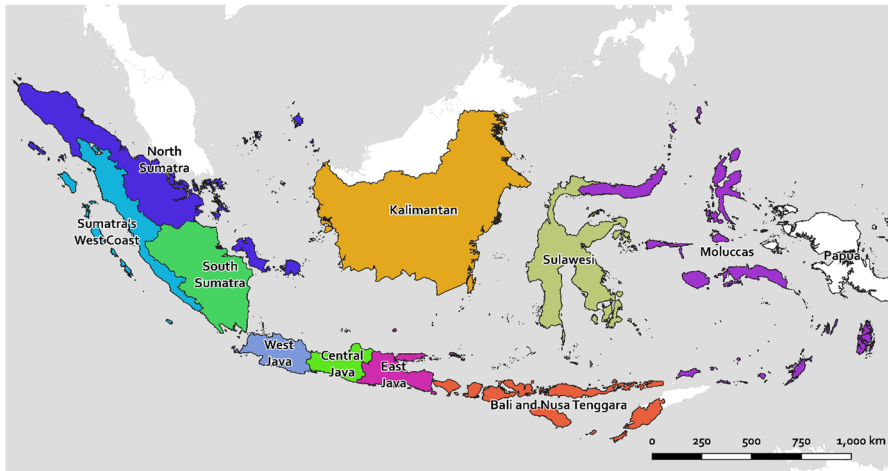 North
Sumatra
Kalimantan
Sumatra's
West Coast
South
Sumatra
Sulawesi
Moluccas
Papua
West
Java
Central
Java
East
Java
Bali and Nusa Tenggara
0 250 500 750 1,000 km